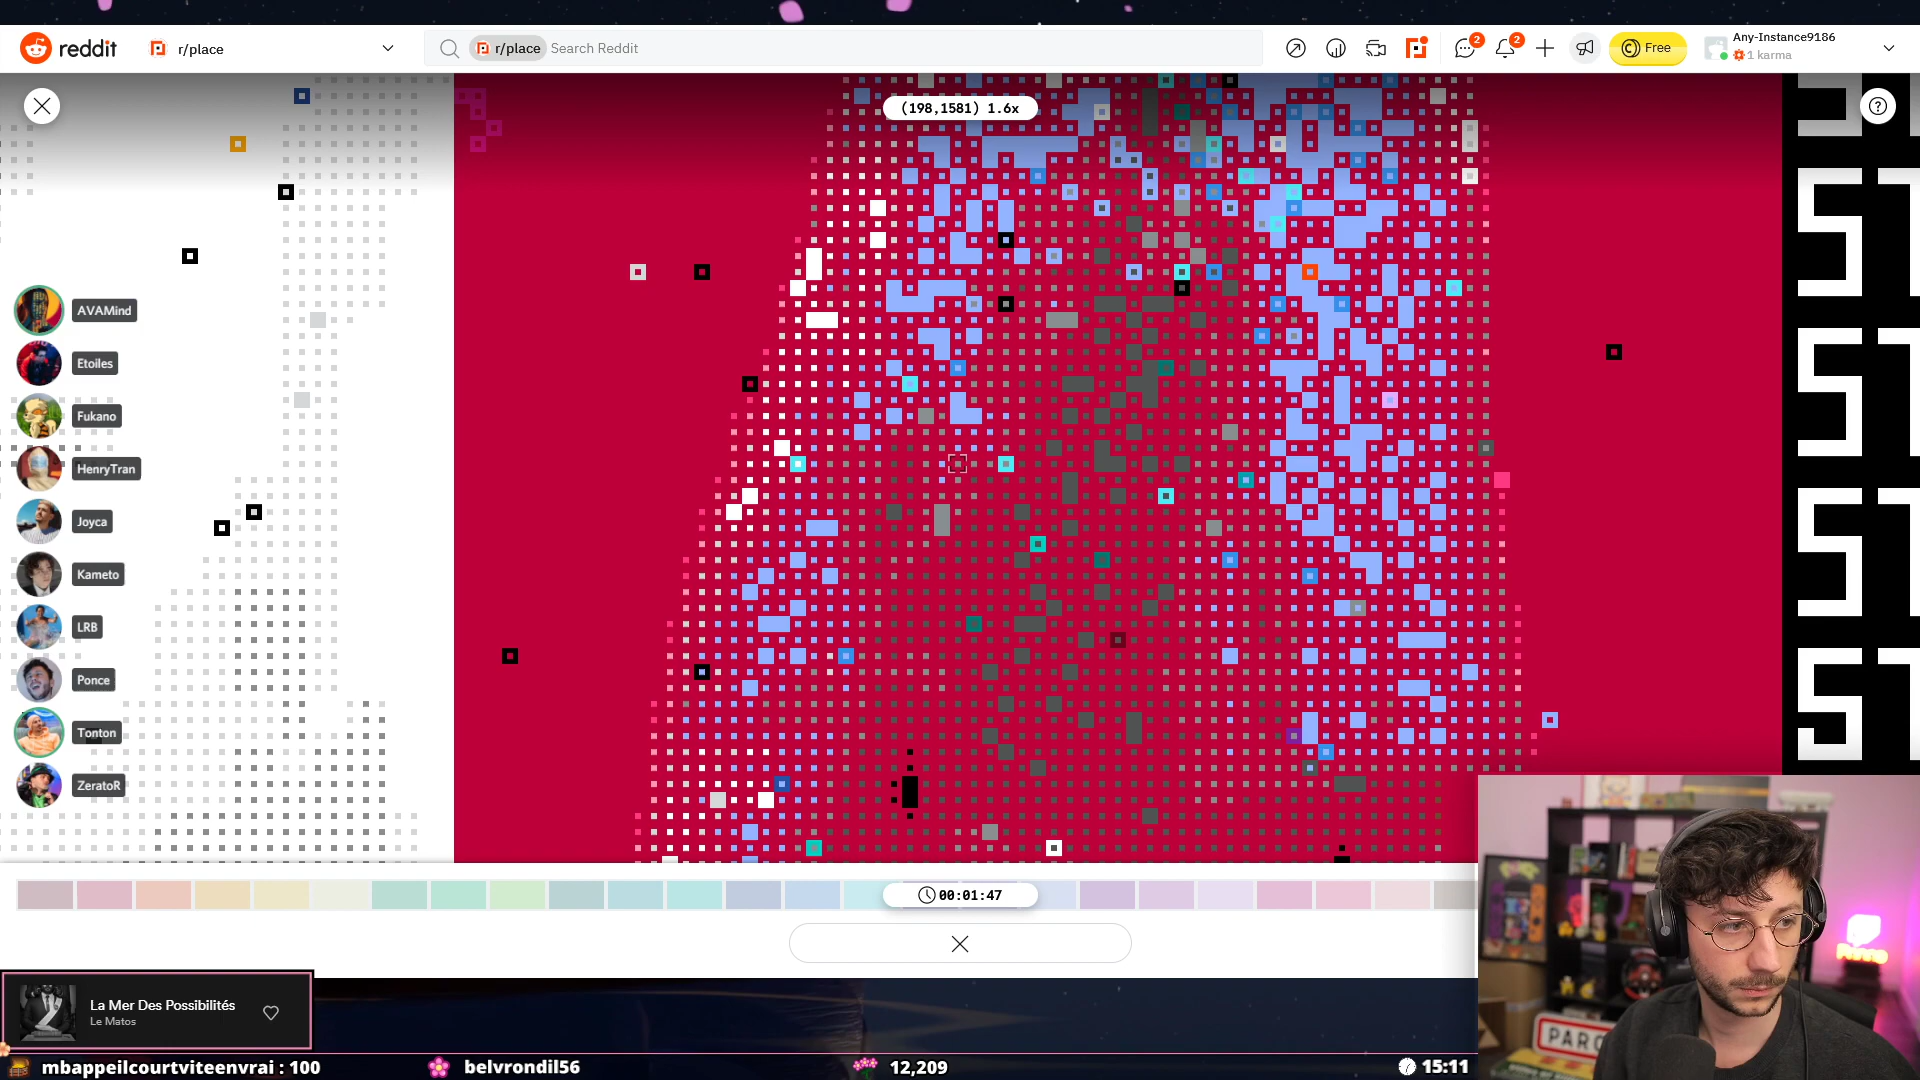 reddit
r/place
r/place Search Reddit
2
2
Free
Any-Instance9186
1 karma
(198,1581) 1.6x
AVAMind
Etoiles
Fukano
HenryTran
Joyca
Kameto
LRB
Ponce
Tonton
ZeratoR
00:01:47
La Mer Des Possibilités
Le Matos
mbappeilcourtviteenvrai : 100
belvrondil56
12,209
15:11